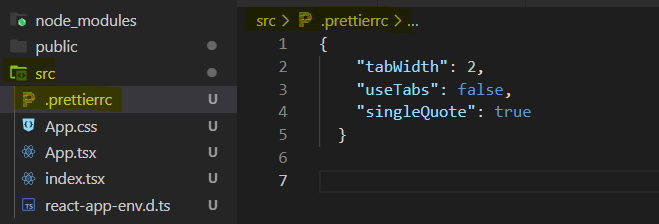 node_modules
public
src
.prettierrc U
App.css U
App.tsx U
index.tsx U
react-app-env.d.ts U
src > .prettierrc > ...
1 {
2 "tabWidth": 2,
3 "useTabs": false,
4 "singleQuote": true
5 }
6
7